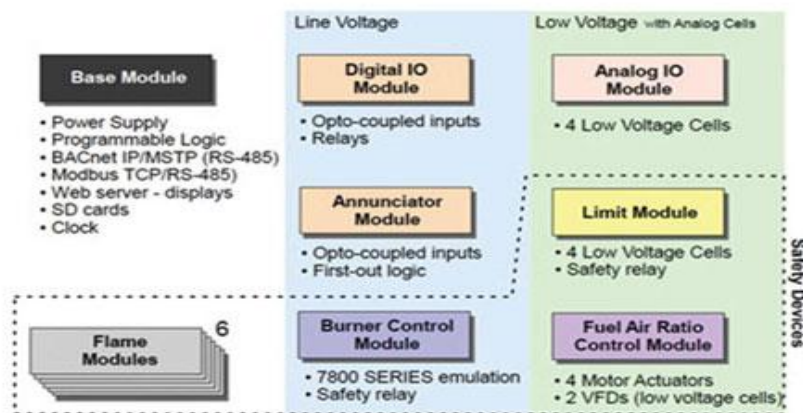 Line Voltage
Low Voltage with Analog Cells
Base Module
• Power Supply
• Programmable Logic
• BACnet IP/MSTP (RS-485)
• Modbus TCP/RS-485)
• Web server - displays
• SD cards
• Clock
Digital IO
Module
• Opto-coupled inputs
• Relays
Analog IO
Module
• 4 Low Voltage Cells
Annunciator
Module
• Opto-coupled inputs
• First-out logic
Limit Module
• 4 Low Voltage Cells
• Safety relay
Safety Devices
Flame
Modules
6
Burner Control
Module
• 7800 SERIES emulation
• Safety relay
Fuel Air Ratio
Control Module
• 4 Motor Actuators
• 2 VFDs (low voltage cells)